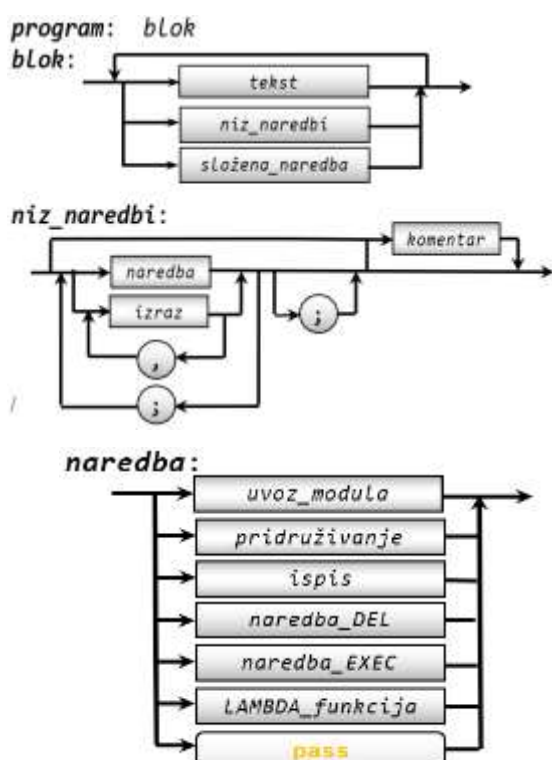 program: blok
blok:
tekst
niz_naredbi
složena_naredba
niz_naredbi:
komentar
naredba
izraz
;
,
;
/
naredba:
uvoz_modula
pridruživanje
ispis
naredba_DEL
naredba_EXEC
LAMBDA_funkcija
pass